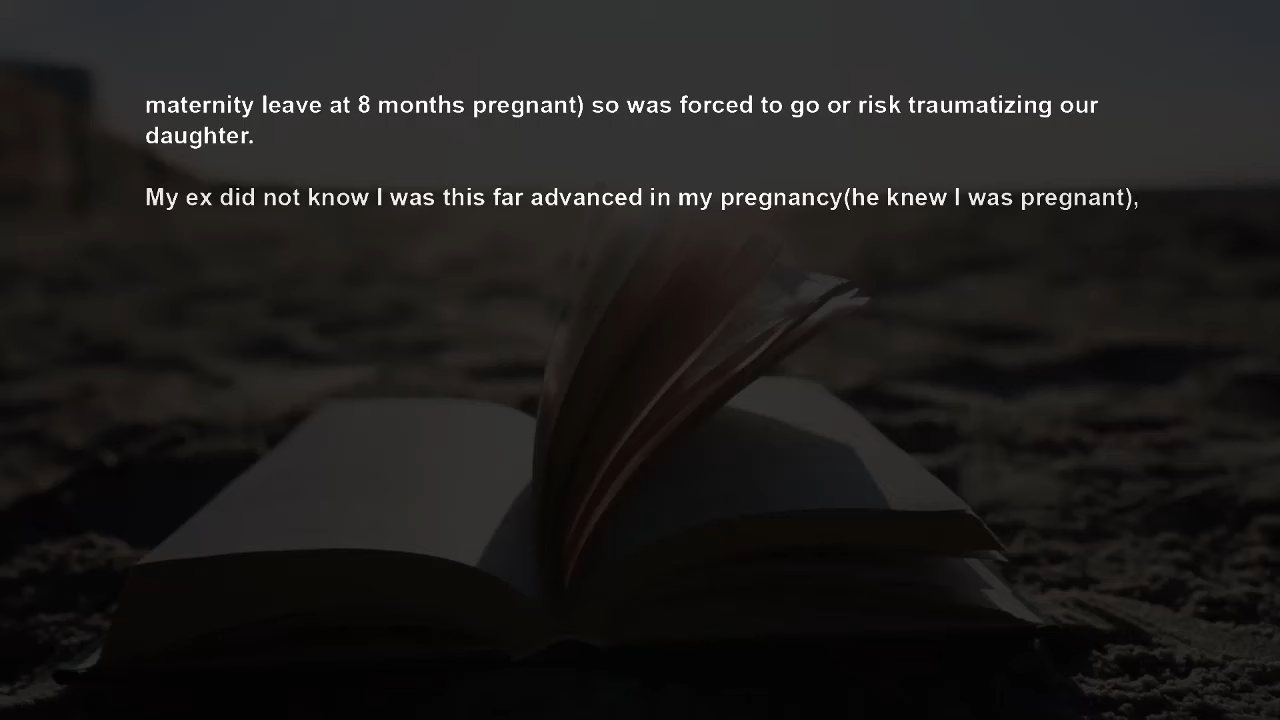 maternity leave at 8 months pregnant) so was forced to go or risk traumatizing our
daughter.
My ex did not know I was this far advanced in my pregnancy(he knew I was pregnant),